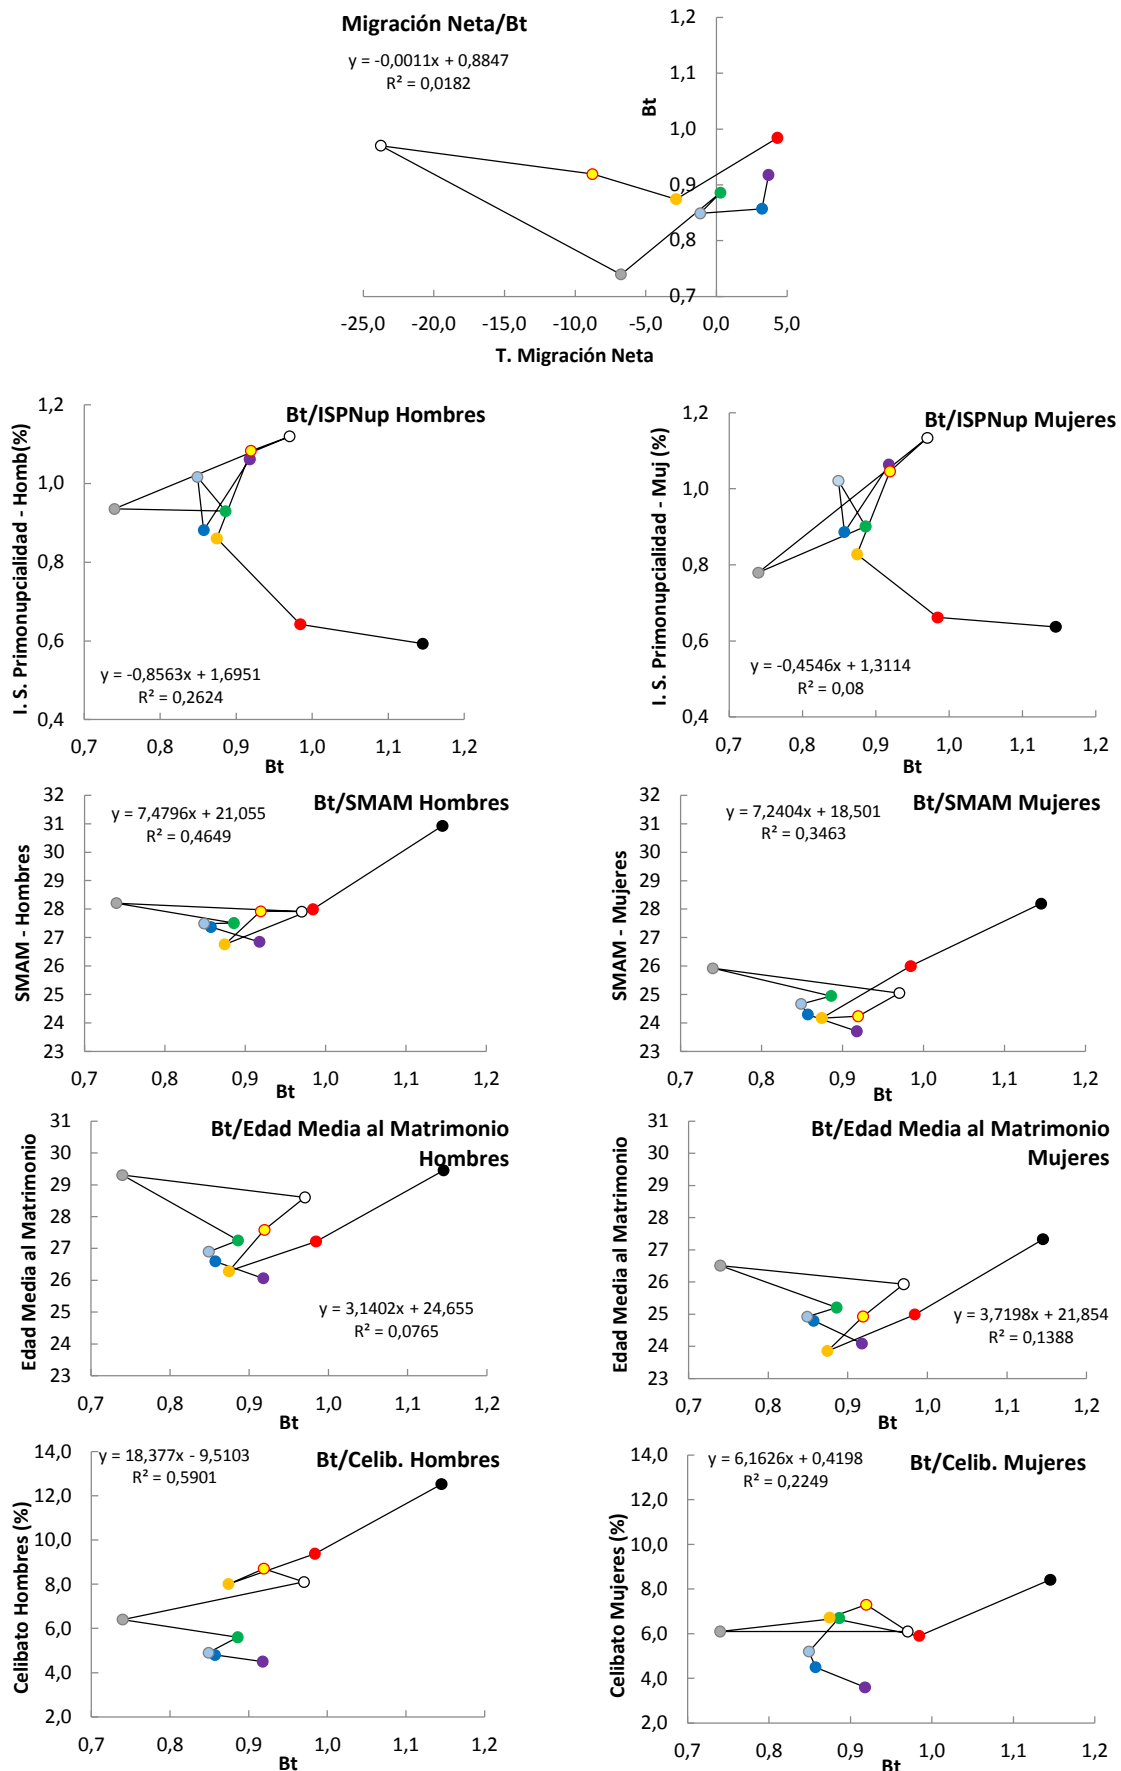 Migración Neta/Bt
y = -0,0011x + 0,8847
R² = 0,0182
Bt
1,2
1,1
1,0
0,9
0,8
0,7
-25,0 -20,0 -15,0 -10,0 -5,0 0,0 5,0
T. Migración Neta
Bt/ISPNup Hombres
I. S. Primonupcialidad - Homb(%)
1,2
1,0
0,8
0,6
0,4
y = -0,8563x + 1,6951
R² = 0,2624
0,7 0,8 0,9 1,0 1,1 1,2
Bt
Bt/ISPNup Mujeres
I. S. Primonupcialidad - Muj (%)
1,2
1,0
0,8
0,6
0,4
y = -0,4546x + 1,3114
R² = 0,08
0,7 0,8 0,9 1,0 1,1 1,2
Bt
Bt/SMAM Hombres
y = 7,4796x + 21,055
R² = 0,4649
SMAM - Hombres
32
31
30
29
28
27
26
25
24
23
0,7 0,8 0,9 1,0 1,1 1,2
Bt
Bt/SMAM Mujeres
y = 7,2404x + 18,501
R² = 0,3463
SMAM - Mujeres
32
31
30
29
28
27
26
25
24
23
0,7 0,8 0,9 1,0 1,1 1,2
Bt
Bt/Edad Media al Matrimonio
Hombres
Edad Media al Matrimonio
31
30
29
28
27
26
25
24
23
y = 3,1402x + 24,655
R² = 0,0765
0,7 0,8 0,9 1,0 1,1 1,2
Bt
Bt/Edad Media al Matrimonio
Mujeres
Edad Media al Matrimonio
31
30
29
28
27
26
25
24
23
y = 3,7198x + 21,854
R² = 0,1388
0,7 0,8 0,9 1,0 1,1 1,2
Bt
Bt/Celib. Hombres
y = 18,377x - 9,5103
R² = 0,5901
Celibato Hombres (%)
14,0
12,0
10,0
8,0
6,0
4,0
2,0
0,7 0,8 0,9 1,0 1,1 1,2
Bt
Bt/Celib. Mujeres
y = 6,1626x + 0,4198
R² = 0,2249
Celibato Mujeres (%)
14,0
12,0
10,0
8,0
6,0
4,0
2,0
0,7 0,8 0,9 1,0 1,1 1,2
Bt